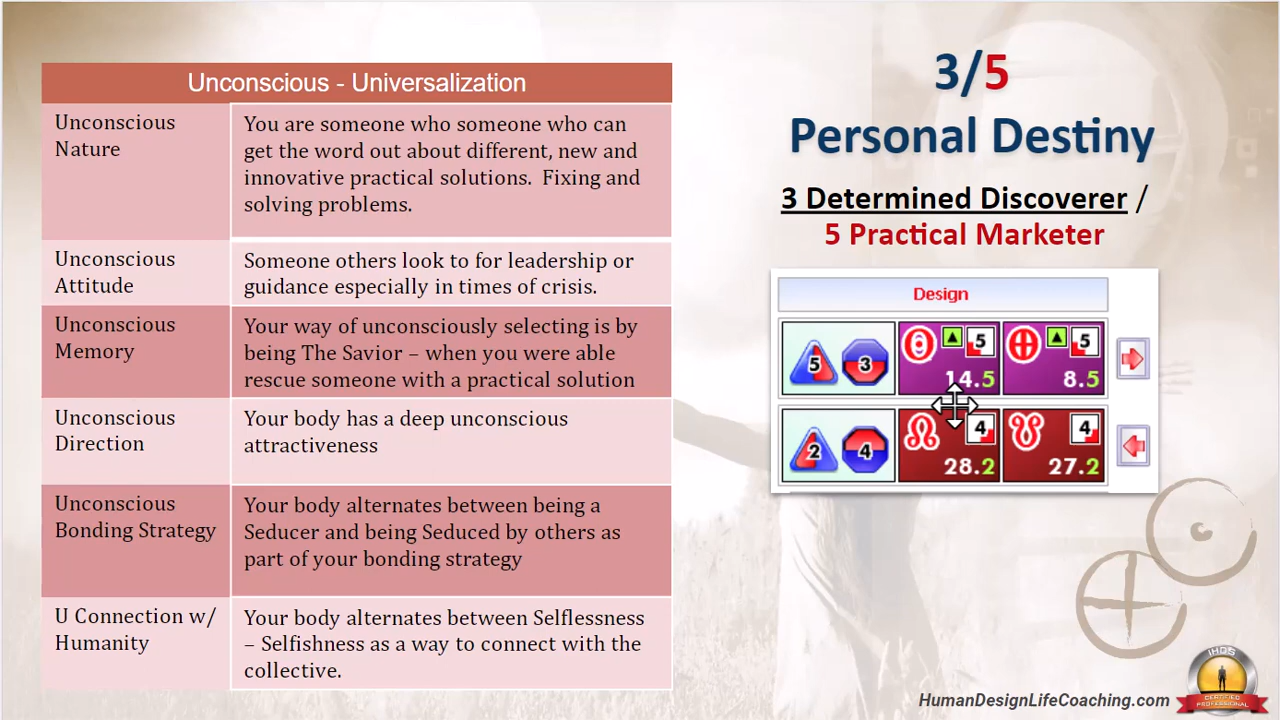 Unconscious - Universalization
Unconscious
Nature
You are someone who someone who can
get the word out about different, new and
innovative practical solutions.  Fixing and
solving problems.
Unconscious
Attitude
Someone others look to for leadership or
guidance especially in times of crisis.
Unconscious
Memory
Your way of unconsciously selecting is by
being The Savior – when you were able
rescue someone with a practical solution
Unconscious
Direction
Your body has a deep unconscious
attractiveness
Unconscious
Bonding Strategy
Your body alternates between being a
Seducer and being Seduced by others as
part of your bonding strategy
U Connection w/
Humanity
Your body alternates between Selflessness
– Selfishness as a way to connect with the
collective.
3/5
Personal Destiny
3 Determined Discoverer /
5 Practical Marketer
Design
5 3 5 5
14.5 8.5
2 4 4 4
28.2 27.2
HumanDesignLifeCoaching.com
IHDS
CERTIFIED
PROFESSIONAL